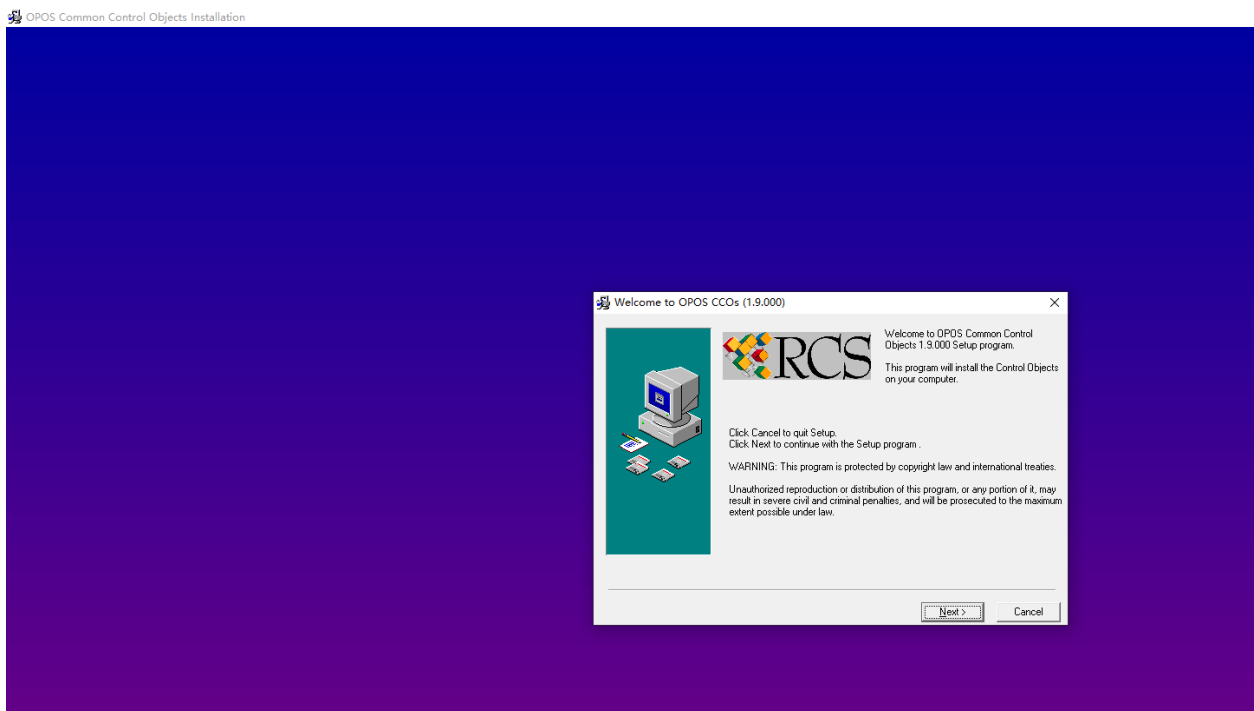 OPOS Common Control Objects Installation
Welcome to OPOS CCOs (1.9.000)
RCS
Welcome to OPOS Common Control
Objects 1.9.000 Setup program.
This program will install the Control Objects
on your computer.
Click Cancel to quit Setup.
Click Next to continue with the Setup program .
WARNING: This program is protected by copyright law and international treaties.
Unauthorized reproduction or distribution of this program, or any portion of it, may
result in severe civil and criminal penalties, and will be prosecuted to the maximum
extent possible under law.
Next >
Cancel